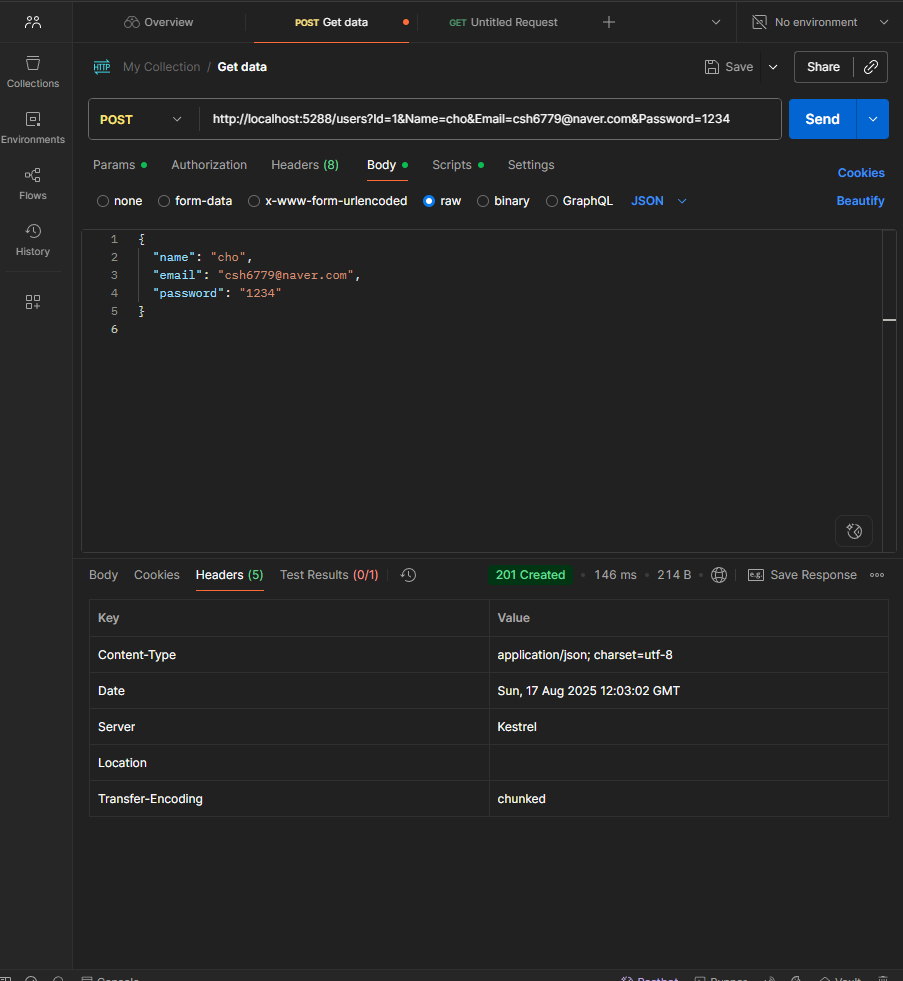 Overview
POST Get data
GET Untitled Request
No environment
Collections
Environments
Flows
History
HTTP
My Collection / Get data
Save
Share
POST
http://localhost:5288/users?Id=1&Name=cho&Email=csh6779@naver.com&Password=1234
Send
Params
Authorization
Headers (8)
Body
Scripts
Settings
Cookies
none
form-data
x-www-form-urlencoded
raw
binary
GraphQL
JSON
Beautify
1 {
2 "name": "cho",
3 "email": "csh6779@naver.com",
4 "password": "1234"
5 }
6
Body
Cookies
Headers (5)
Test Results (0/1)
201 Created
146 ms
214 B
e.g.
Save Response
Key Value
Content-Type application/json; charset=utf-8
Date Sun, 17 Aug 2025 12:03:02 GMT
Server Kestrel
Location
Transfer-Encoding chunked
Console
Postbot
Runner
Vault